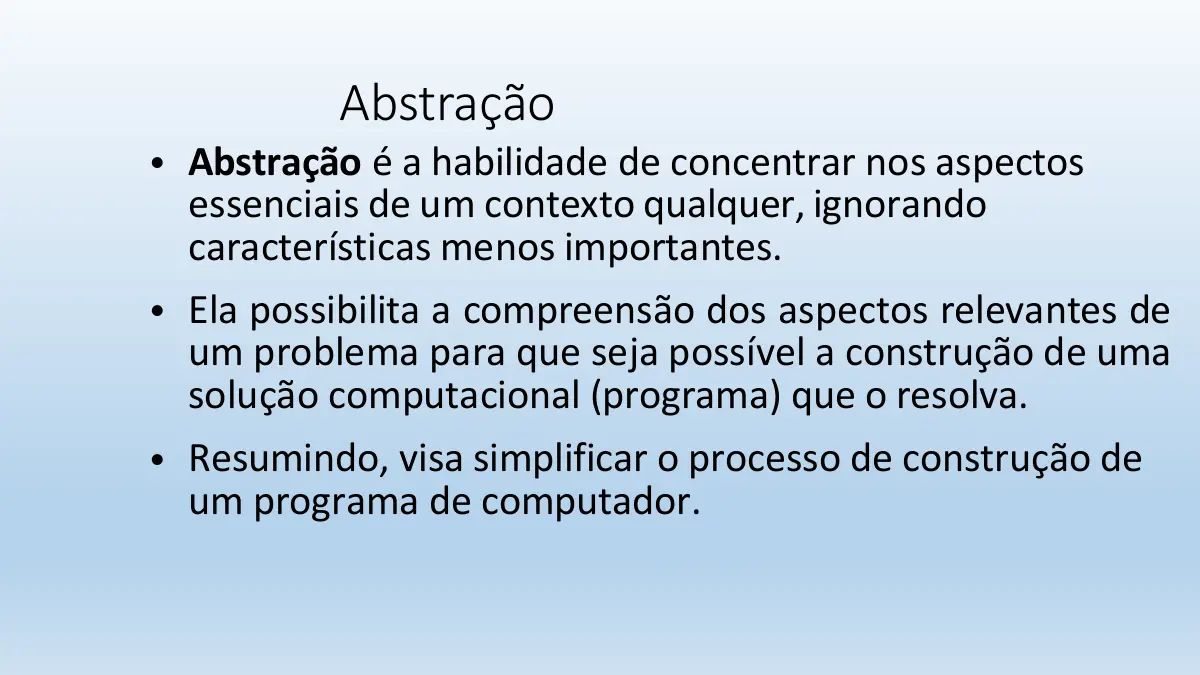 Abstração
• Abstração é a habilidade de concentrar nos aspectos
essenciais de um contexto qualquer, ignorando
características menos importantes.
• Ela possibilita a compreensão dos aspectos relevantes de
um problema para que seja possível a construção de uma
solução computacional (programa) que o resolva.
• Resumindo, visa simplificar o processo de construção de
um programa de computador.